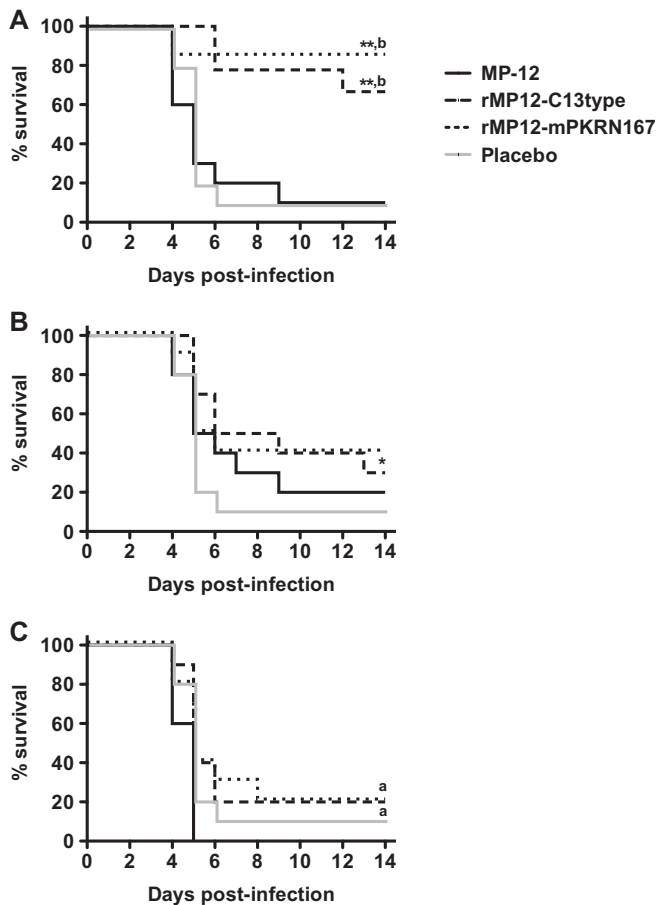 A
100
80
60
40
20
0
% survival
**,b
**,b
0 2 4 6 8 10 12 14
Days post-infection
MP-12
rMP12-C13type
rMP12-mPKRN167
Placebo
B
100
80
60
40
20
0
% survival
*
0 2 4 6 8 10 12 14
Days post-infection
C
100
80
60
40
20
0
% survival
a
a
0 2 4 6 8 10 12 14
Days post-infection